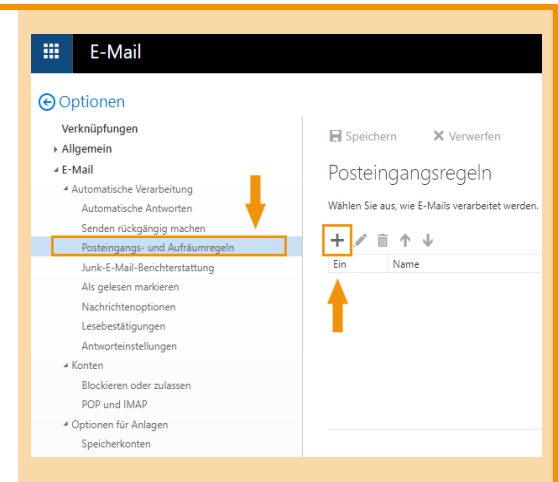 E-Mail
Optionen
Verknüpfungen
Allgemein
E-Mail
Automatische Verarbeitung
Automatische Antworten
Senden rückgängig machen
Posteingangs- und Aufräumregeln
Junk-E-Mail-Berichterstattung
Als gelesen markieren
Nachrichtenoptionen
Lesebestätigungen
Antworteinstellungen
Konten
Blockieren oder zulassen
POP und IMAP
Optionen für Anlagen
Speicherkonten
Speichern Verwerfen
Posteingangsregeln
Wählen Sie aus, wie E-Mails verarbeitet werden.
Ein Name